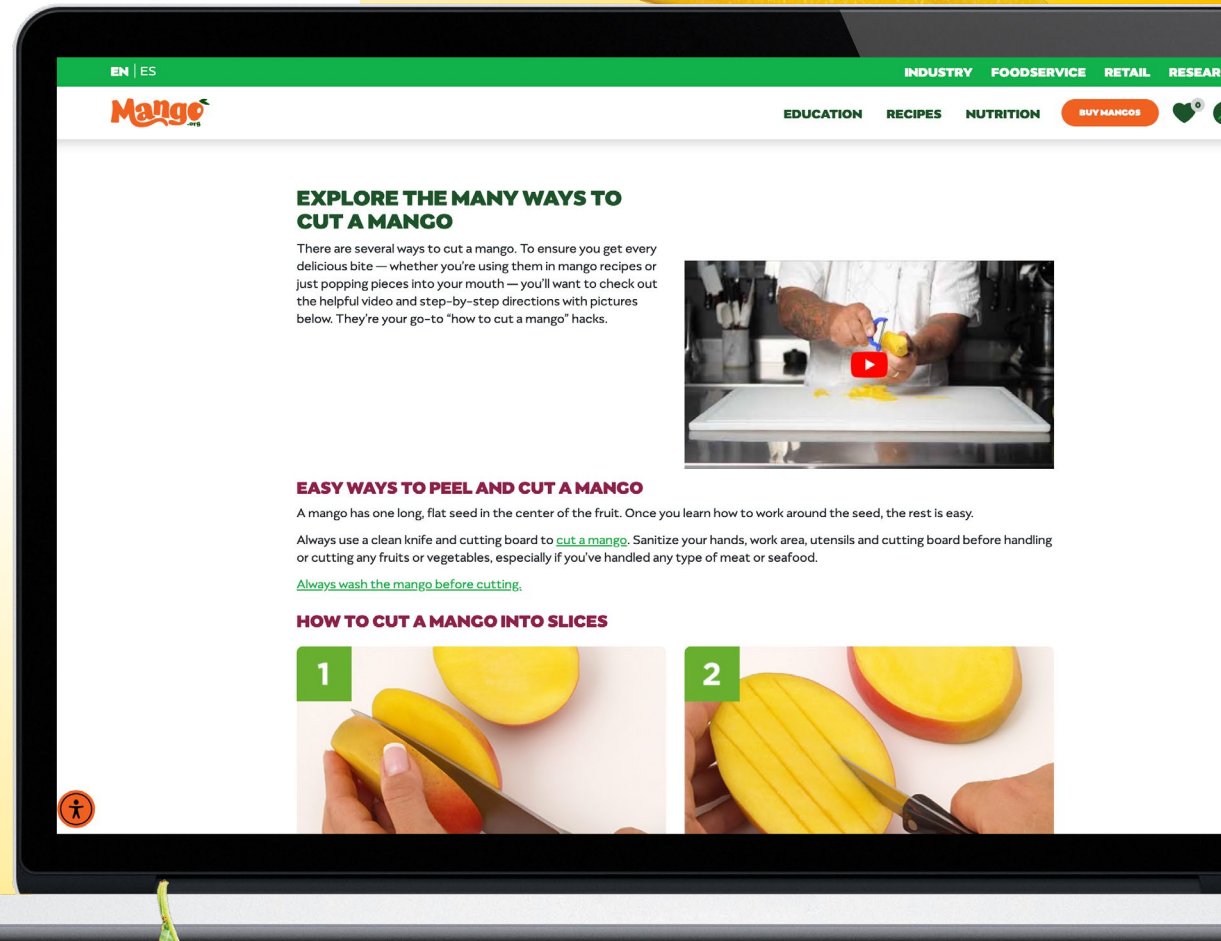 EN | ES
INDUSTRY FOODSERVICE RETAIL
Mango
.org
EDUCATION RECIPES NUTRITION BUY MANGOS 0
EXPLORE THE MANY WAYS TO
CUT A MANGO
There are several ways to cut a mango. To ensure you get every
delicious bite — whether you're using them in mango recipes or
just popping pieces into your mouth — you'll want to check out
the helpful video and step-by-step directions with pictures
below. They're your go-to “how to cut a mango” hacks.
EASY WAYS TO PEEL AND CUT A MANGO
A mango has one long, flat seed in the center of the fruit. Once you learn how to work around the seed, the rest is easy.
Always use a clean knife and cutting board to cut a mango. Sanitize your hands, work area, utensils and cutting board before handling
or cutting any fruits or vegetables, especially if you've handled any type of meat or seafood.
Always wash the mango before cutting.
HOW TO CUT A MANGO INTO SLICES
1
2